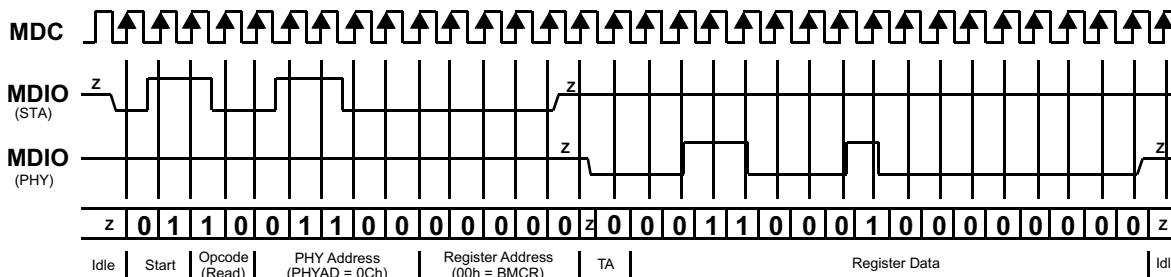 MDC
z
z
MDIO
(STA)
MDIO
z
z
(PHY)
z 0 1 1 0 0 1 1 0 0 0 0 0 0 0 z 0 0 0 1 1 0 0 0 1 0 0 0 0 0 0 0 0 z
Idle Start Opcode (Read) PHY Address (PHYAD = 0Ch) Register Address (00h = BMCR) TA Register Data Idl